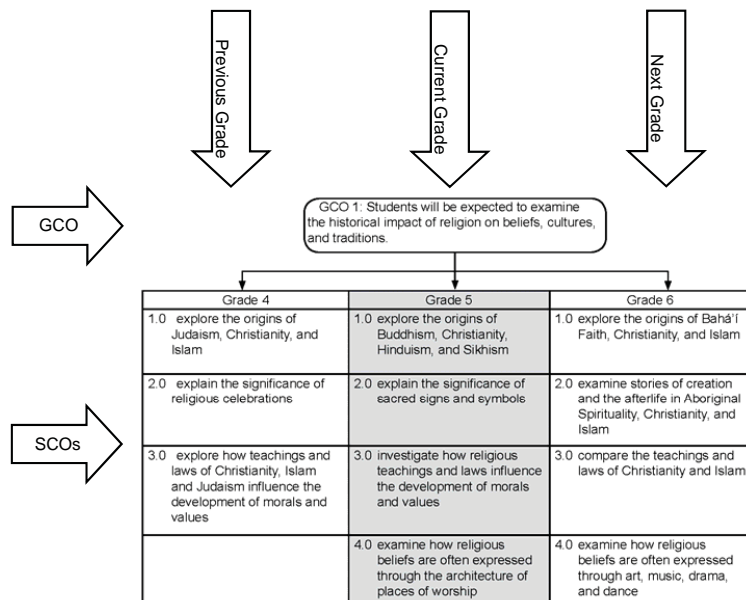 Previous Grade
Current Grade
Next Grade
GCO
GCO 1: Students will be expected to examine
the historical impact of religion on beliefs, cultures,
and traditions.
Grade 4
Grade 5
Grade 6
1.0 explore the origins of
Judaism, Christianity, and
Islam
1.0 explore the origins of
Buddhism, Christianity,
Hinduism, and Sikhism
1.0 explore the origins of Bahá'í
Faith, Christianity, and Islam
SCOs
2.0 explain the significance of
religious celebrations
2.0 explain the significance of
sacred signs and symbols
2.0 examine stories of creation
and the afterlife in Aboriginal
Spirituality, Christianity, and
Islam
3.0 explore how teachings and
laws of Christianity, Islam
and Judaism influence the
development of morals and
values
3.0 investigate how religious
teachings and laws influence
the development of morals
and values
3.0 compare the teachings and
laws of Christianity and Islam
4.0 examine how religious
beliefs are often expressed
through the architecture of
places of worship
4.0 examine how religious
beliefs are often expressed
through art, music, drama,
and dance